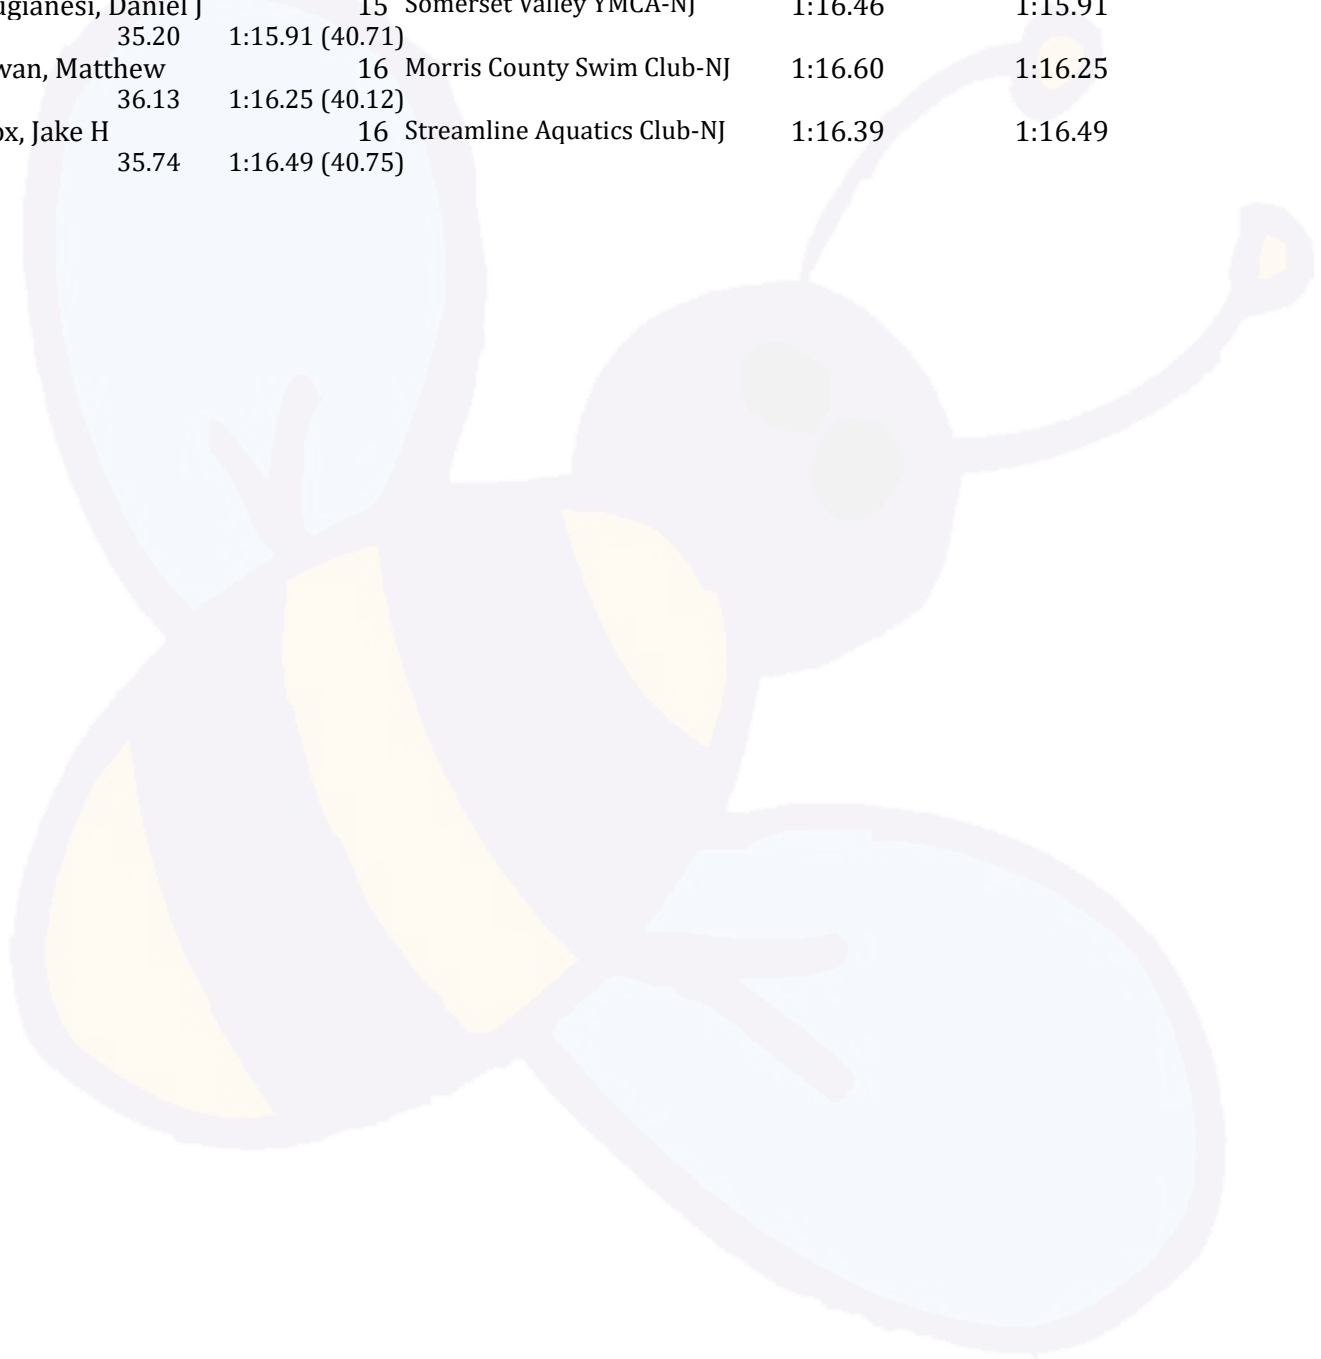 ugianesi, Daniel J 15 Somerset Valley YMCA-NJ 1:16.46 1:15.91
35.20 1:15.91 (40.71)
wan, Matthew 16 Morris County Swim Club-NJ 1:16.60 1:16.25
36.13 1:16.25 (40.12)
ox, Jake H 16 Streamline Aquatics Club-NJ 1:16.39 1:16.49
35.74 1:16.49 (40.75)